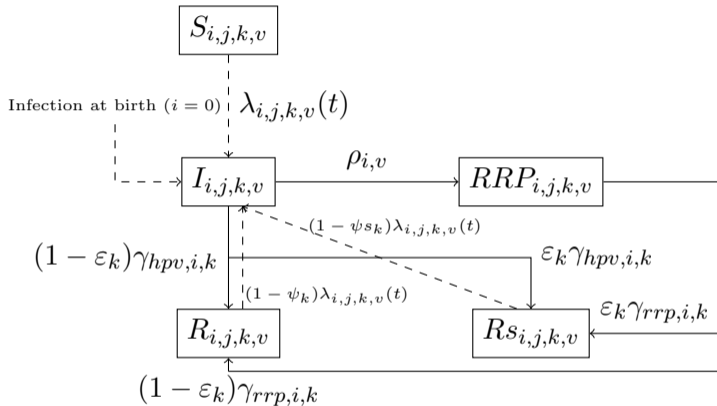 S_{i,j,k,v}
Infection at birth (i = 0)
λ_{i,j,k,v}(t)
I_{i,j,k,v}
ρ_{i,v}
RRP_{i,j,k,v}
(1 − ψs_k)λ_{i,j,k,v}(t)
(1 − ε_k)γ_{hpv,i,k}
ε_kγ_{hpv,i,k}
(1 − ψ_k)λ_{i,j,k,v}(t)
ε_kγ_{rrp,i,k}
R_{i,j,k,v}
Rs_{i,j,k,v}
(1 − ε_k)γ_{rrp,i,k}